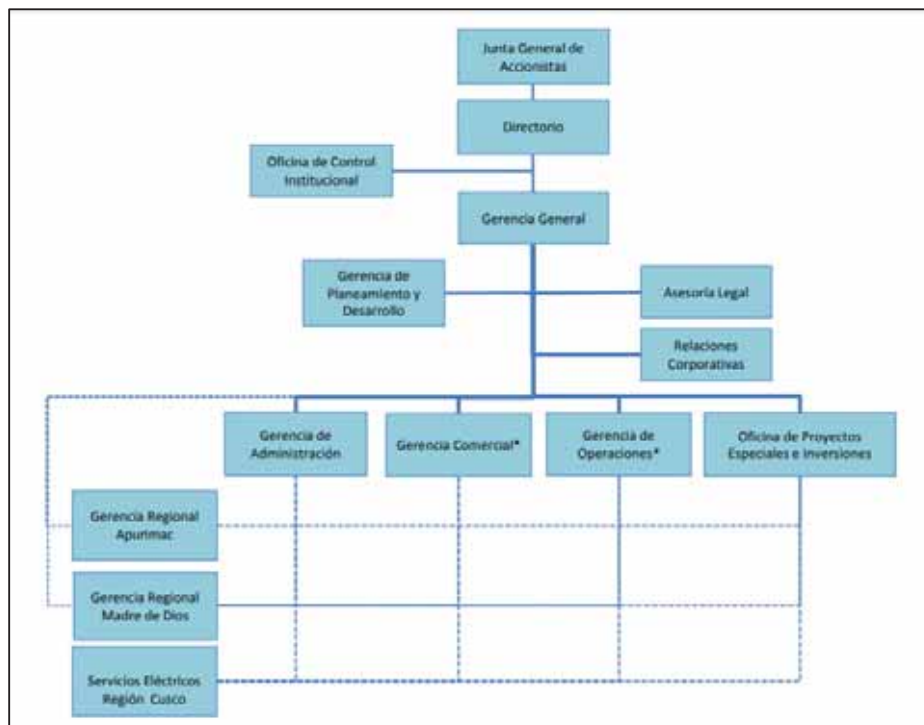 Junta General de
Accionistas
Directorio
Oficina de Control
Institucional
Gerencia General
Gerencia de
Planeamiento y
Desarrollo
Asesoría Legal
Relaciones
Corporativas
Gerencia de
Administración
Gerencia Comercial*
Gerencia de
Operaciones*
Oficina de Proyectos
Especiales e Inversiones
Gerencia Regional
Apurimac
Gerencia Regional
Madre de Dios
Servicios Eléctricos
Región Cusco